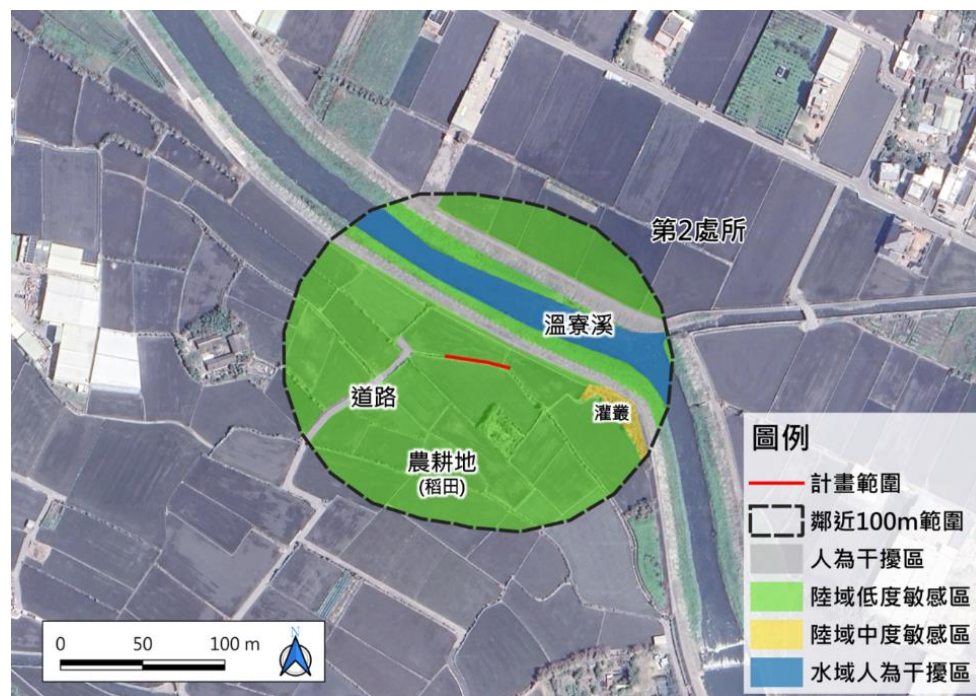 第2處所
溫寮溪
道路
灌叢
農耕地
(稻田)
圖例
計畫範圍
鄰近100m範圍
人為干擾區
陸域低度敏感區
陸域中度敏感區
水域人為干擾區
0 50 100 m
N